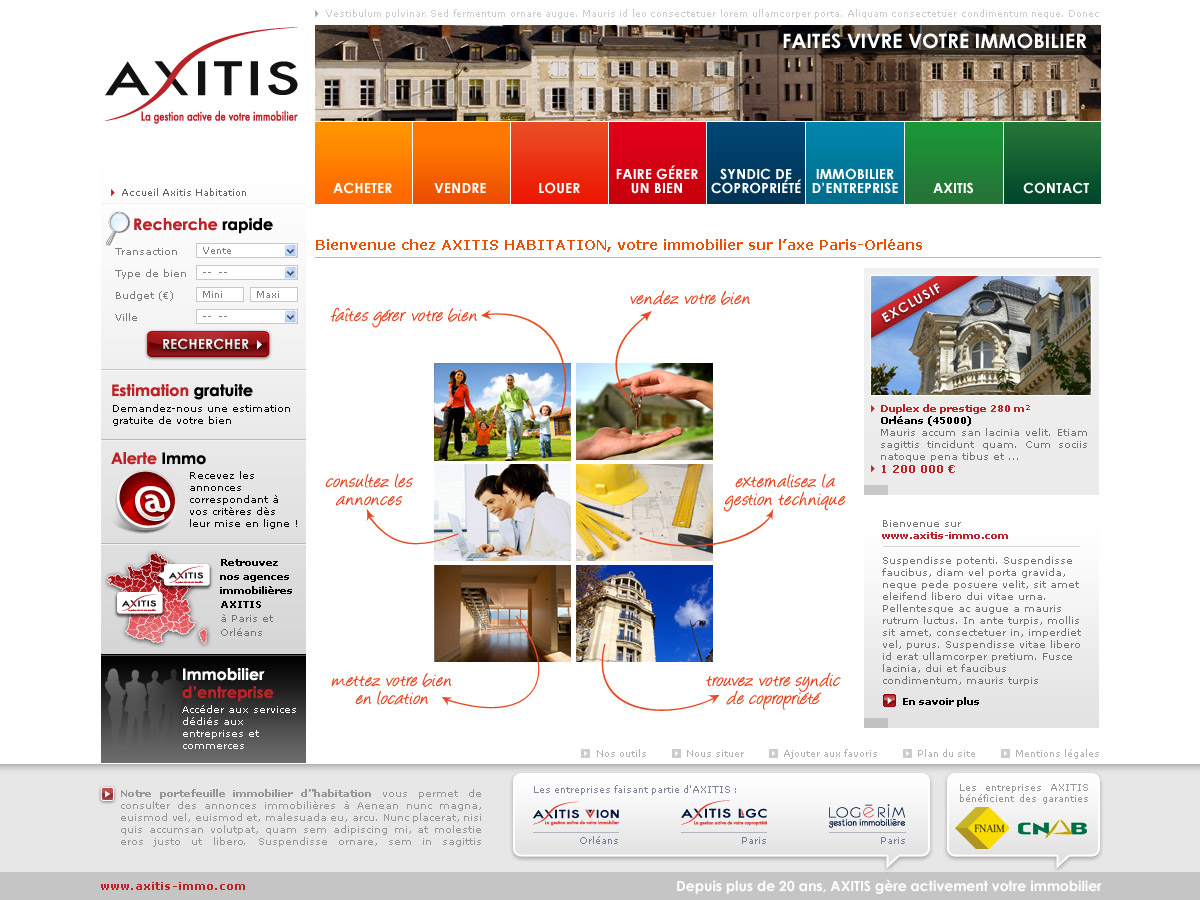 Vestibulum pulvinar. Sed fermentum ornare augue. Mauris id leo consectetuer lorem ullamcorper porta. Aliquam consectetuer condimentum neque. Donec
AXITIS
La gestion active de votre immobilier
FAITES VIVRE VOTRE IMMOBILIER
ACHETER
VENDRE
LOUER
FAIRE GÉRER
UN BIEN
SYNDIC DE
COPROPRIÉTÉ
IMMOBILIER
D'ENTREPRISE
AXITIS
CONTACT
Accueil Axitis Habitation
Recherche rapide
Transaction
Vente
Type de bien
-- --
Budget (€)
Mini
Maxi
Ville
-- --
RECHERCHER
Estimation gratuite
Demandez-nous une estimation
gratuite de votre bien
Alerte Immo
@
Recevez les
annonces
correspondant à
vos critères dès
leur mise en ligne !
AXITIS
AXITIS
Retrouvez
nos agences
immobilières
AXITIS
à Paris et
Orléans
Immobilier
d'entreprise
Accéder aux services
dédiés aux
entreprises et
commerces
Bienvenue chez AXITIS HABITATION, votre immobilier sur l'axe Paris-Orléans
faîtes gérer votre bien
vendez votre bien
consultez les
annonces
externalisez la
gestion technique
mettez votre bien
en location
trouvez votre syndic
de copropriété
EXCLUSIF
Duplex de prestige 280 m²
Orléans (45000)
Mauris accum san lacinia velit. Etiam
sagittis tincidunt quam. Cum sociis
natoque pena tibus et ...
1 200 000 €
Bienvenue sur
www.axitis-immo.com
Suspendisse potenti. Suspendisse
faucibus, diam vel porta gravida,
neque pede posuere velit, sit amet
eleifend libero dui vitae urna.
Pellentesque ac augue a mauris
rutrum luctus. In ante turpis, mollis
sit amet, consectetuer in, imperdiet
vel, purus. Suspendisse vitae libero
id erat ullamcorper pretium. Fusce
lacinia, dui et faucibus
condimentum, mauris turpis
En savoir plus
Nos outils
Nous situer
Ajouter aux favoris
Plan du site
Mentions légales
Notre portefeuille immobilier d"habitation vous permet de
consulter des annonces immobilières à Aenean nunc magna,
euismod vel, euismod et, malesuada eu, arcu. Nunc placerat, nisi
quis accumsan volutpat, quam sem adipiscing mi, at molestie
eros justo ut libero. Suspendisse ornare, sem in sagittis
Les entreprises faisant partie d'AXITIS :
AXITIS VION
La gestion active de votre immobilier
Orléans
AXITIS LGC
La gestion active de votre copropriété
Paris
LOGÉRIM
gestion immobilière
Paris
Les entreprises AXITIS
bénéficient des garanties
FNAIM
CNAB
www.axitis-immo.com
Depuis plus de 20 ans, AXITIS gère activement votre immobilier